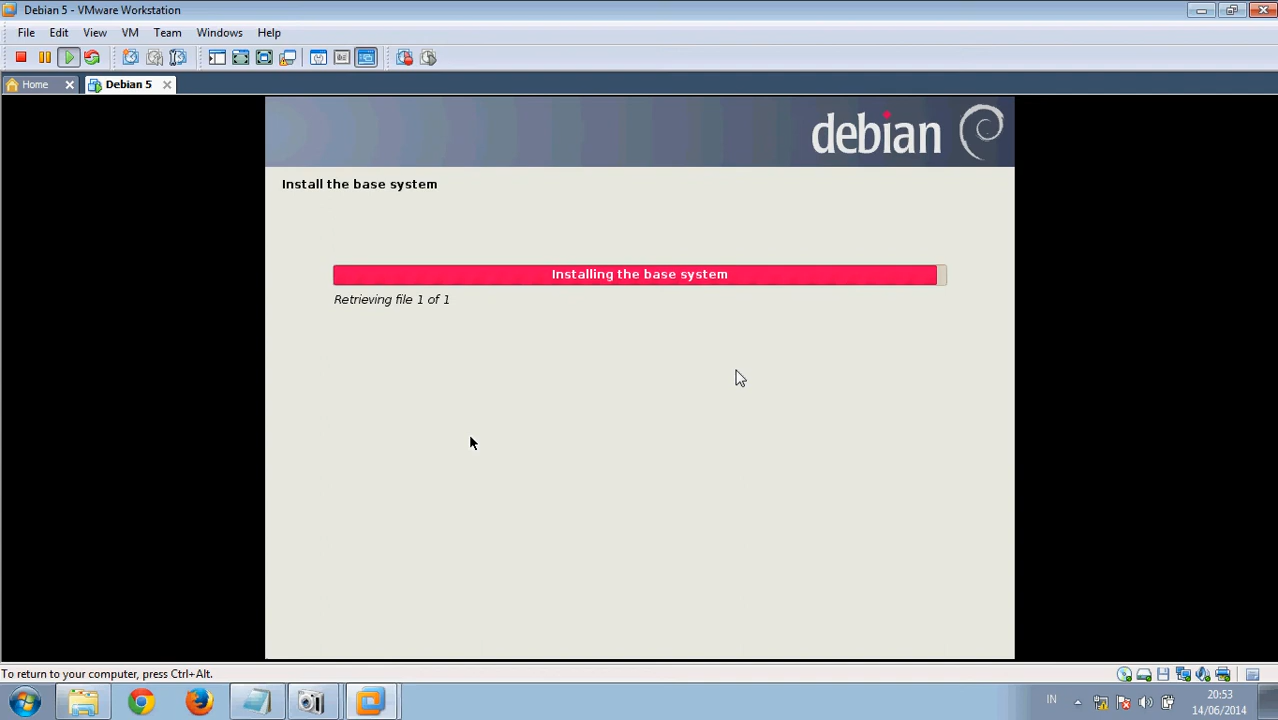 Debian 5 - VMware Workstation
File Edit View VM Team Windows Help
Home Debian 5
debian
Install the base system
Installing the base system
Retrieving file 1 of 1
To return to your computer, press Ctrl+Alt.
IN
20:53
14/06/2014